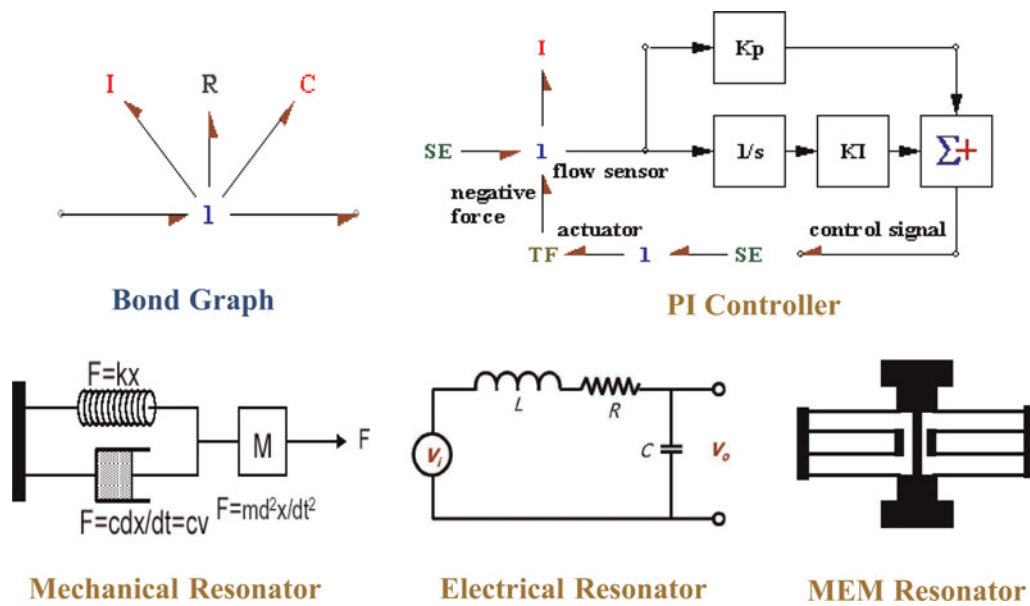 I R C
1
Bond Graph
I
Kp
SE 1 flow sensor 1/s KI Σ+
negative
force
actuator
control signal
TF 1 SE
PI Controller
F=kx
M
F
F=cdx/dt=cv
F=md²x/dt²
Mechanical Resonator
L
R
Vi
C
Vo
Electrical Resonator
MEM Resonator